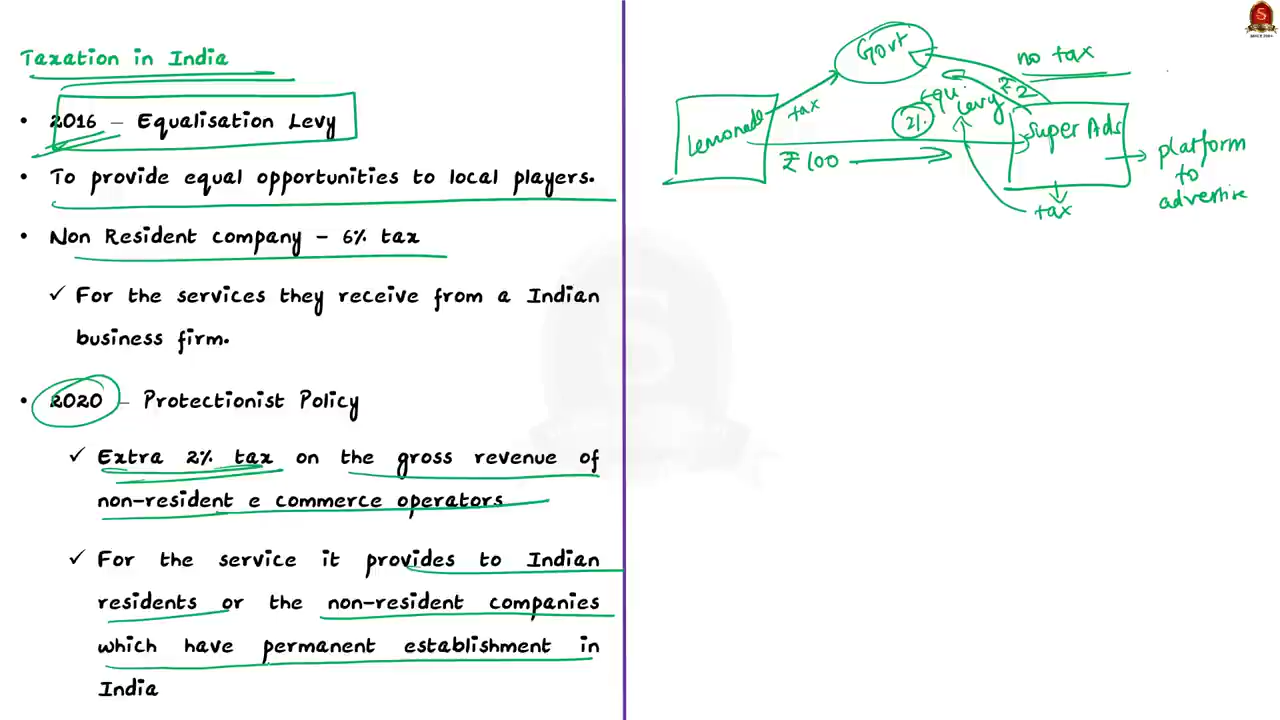 Taxation in India
• 2016 – Equalisation Levy
• To provide equal opportunities to local players.
• Non Resident company – 6% tax
✓ For the services they receive from a Indian
business firm.
• 2020 – Protectionist Policy
✓ Extra 2% tax on the gross revenue of
non-resident e commerce operators
✓ For the service it provides to Indian
residents or the non-resident companies
which have permanent establishment in
India
Govt
no tax
tax
Equ.
levy
₹2
2%
Lemonade
₹100
Super Ads
platform
to
advertise
tax
S